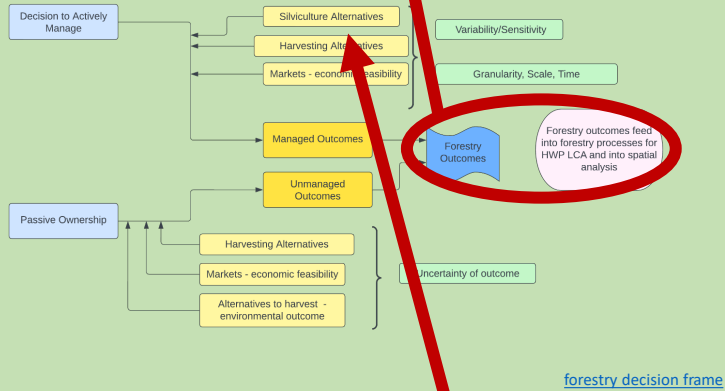 Decision to Actively
Manage
Silviculture Alternatives
Harvesting Alternatives
Markets - economic feasibility
Variability/Sensitivity
Granularity, Scale, Time
Managed Outcomes
Unmanaged
Outcomes
Forestry
Outcomes
Forestry outcomes feed
into forestry processes for
HWP LCA and into spatial
analysis
Passive Ownership
Harvesting Alternatives
Markets - economic feasibility
Alternatives to harvest -
environmental outcome
Uncertainty of outcome
forestry decision frame